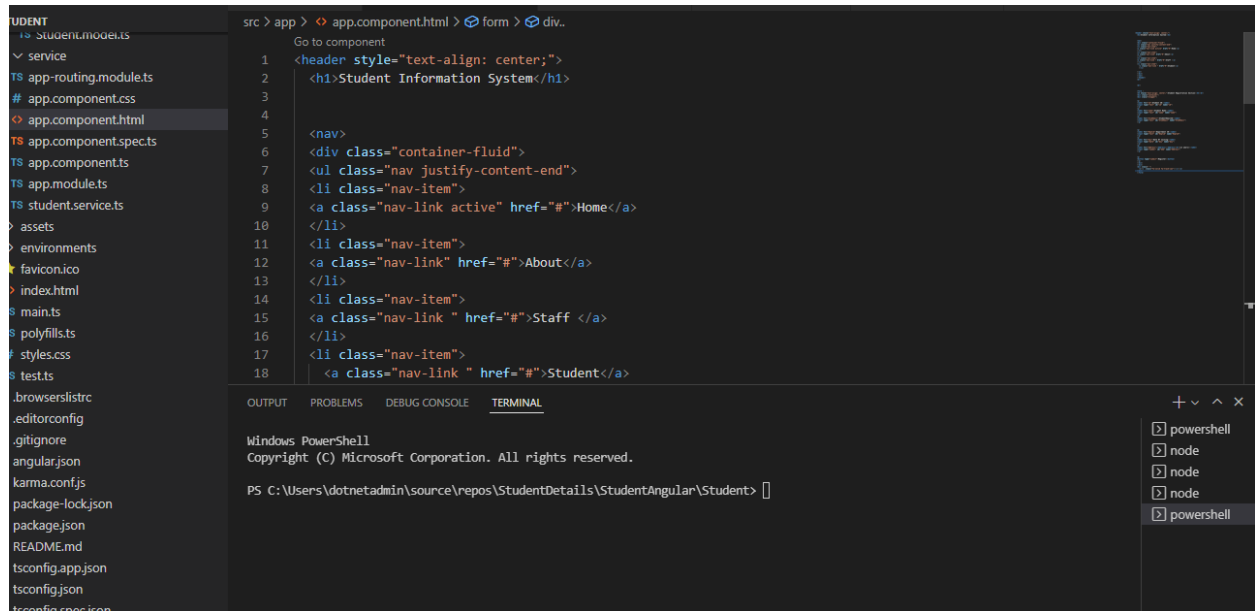 TUDENT
TS Student.model.ts
service
TS app-routing.module.ts
# app.component.css
<> app.component.html
TS app.component.spec.ts
TS app.component.ts
TS app.module.ts
TS student.service.ts
> assets
> environments
favicon.ico
> index.html
S main.ts
S polyfills.ts
# styles.css
S test.ts
.browserslistrc
.editorconfig
.gitignore
angular.json
karma.conf.js
package-lock.json
package.json
README.md
tsconfig.app.json
tsconfig.json
tsconfig.spec.json
src > app > <> app.component.html > form > div..
Go to component
1 <header style="text-align: center;">
2 <h1>Student Information System</h1>
3
4
5 <nav>
6 <div class="container-fluid">
7 <ul class="nav justify-content-end">
8 <li class="nav-item">
9 <a class="nav-link active" href="#">Home</a>
10 </li>
11 <li class="nav-item">
12 <a class="nav-link" href="#">About</a>
13 </li>
14 <li class="nav-item">
15 <a class="nav-link " href="#">Staff </a>
16 </li>
17 <li class="nav-item">
18 <a class="nav-link " href="#">Student</a>
OUTPUT PROBLEMS DEBUG CONSOLE TERMINAL
Windows PowerShell
Copyright (C) Microsoft Corporation. All rights reserved.
PS C:\Users\dotnetadmin\source\repos\StudentDetails\StudentAngular\Student>
powershell
node
node
node
powershell